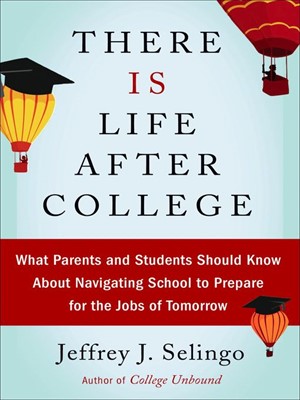 THERE
IS
LIFE
AFTER
COLLEGE
What Parents and Students Should Know
About Navigating School to Prepare
for the Jobs of Tomorrow
Jeffrey J. Selingo
Author of College Unbound